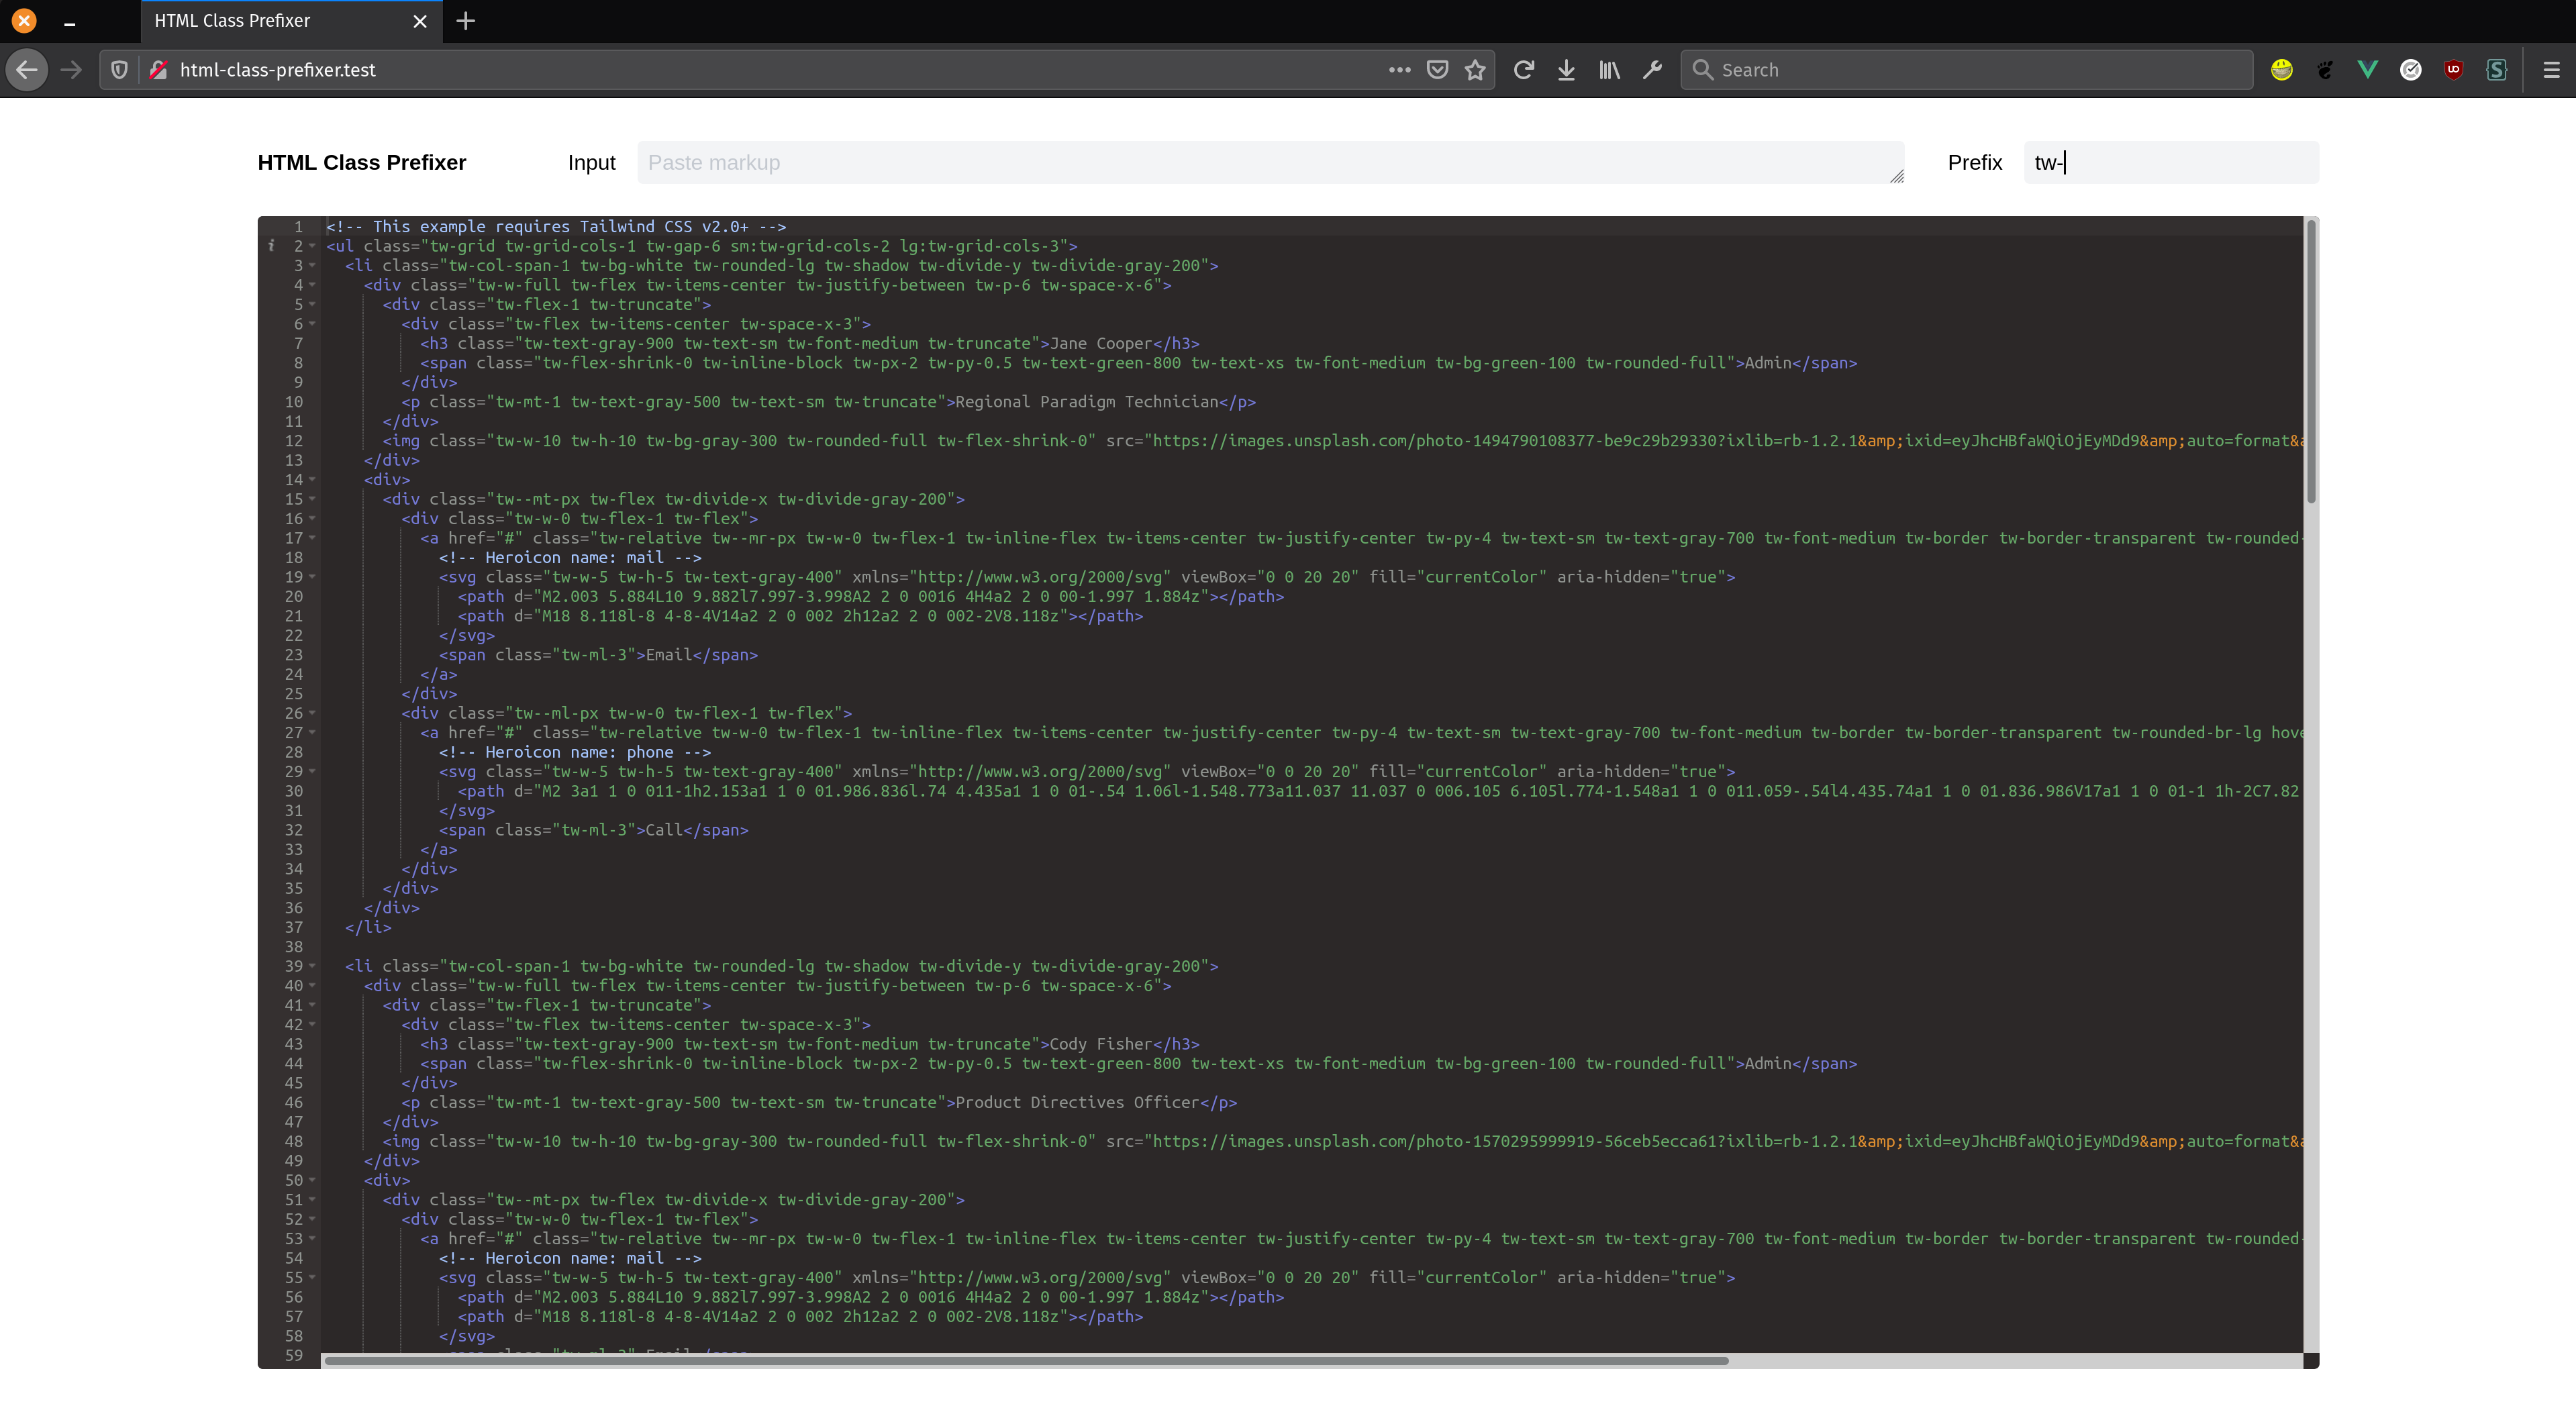 HTML Class Prefixer
html-class-prefixer.test
Search
HTML Class Prefixer Input Paste markup Prefix tw-
1 <!-- This example requires Tailwind CSS v2.0+ -->
2 <ul class="tw-grid tw-grid-cols-1 tw-gap-6 sm:tw-grid-cols-2 lg:tw-grid-cols-3">
3 <li class="tw-col-span-1 tw-bg-white tw-rounded-lg tw-shadow tw-divide-y tw-divide-gray-200">
4 <div class="tw-w-full tw-flex tw-items-center tw-justify-between tw-p-6 tw-space-x-6">
5 <div class="tw-flex-1 tw-truncate">
6 <div class="tw-flex tw-items-center tw-space-x-3">
7 <h3 class="tw-text-gray-900 tw-text-sm tw-font-medium tw-truncate">Jane Cooper</h3>
8 <span class="tw-flex-shrink-0 tw-inline-block tw-px-2 tw-py-0.5 tw-text-green-800 tw-text-xs tw-font-medium tw-bg-green-100 tw-rounded-full">Admin</span>
9 </div>
10 <p class="tw-mt-1 tw-text-gray-500 tw-text-sm tw-truncate">Regional Paradigm Technician</p>
11 </div>
12 <img class="tw-w-10 tw-h-10 tw-bg-gray-300 tw-rounded-full tw-flex-shrink-0" src="https://images.unsplash.com/photo-1494790108377-be9c29b29330?ixlib=rb-1.2.1&amp;ixid=eyJhcHBfaWQiOjEyMDd9&amp;auto=format&a
13 </div>
14 <div>
15 <div class="tw--mt-px tw-flex tw-divide-x tw-divide-gray-200">
16 <div class="tw-w-0 tw-flex-1 tw-flex">
17 <a href="#" class="tw-relative tw--mr-px tw-w-0 tw-flex-1 tw-inline-flex tw-items-center tw-justify-center tw-py-4 tw-text-sm tw-text-gray-700 tw-font-medium tw-border tw-border-transparent tw-rounded-
18 <!-- Heroicon name: mail -->
19 <svg class="tw-w-5 tw-h-5 tw-text-gray-400" xmlns="http://www.w3.org/2000/svg" viewBox="0 0 20 20" fill="currentColor" aria-hidden="true">
20 <path d="M2.003 5.884L10 9.882l7.997-3.998A2 2 0 0016 4H4a2 2 0 00-1.997 1.884z"></path>
21 <path d="M18 8.118l-8 4-8-4V14a2 2 0 002 2h12a2 2 0 002-2V8.118z"></path>
22 </svg>
23 <span class="tw-ml-3">Email</span>
24 </a>
25 </div>
26 <div class="tw--ml-px tw-w-0 tw-flex-1 tw-flex">
27 <a href="#" class="tw-relative tw-w-0 tw-flex-1 tw-inline-flex tw-items-center tw-justify-center tw-py-4 tw-text-sm tw-text-gray-700 tw-font-medium tw-border tw-border-transparent tw-rounded-br-lg hove
28 <!-- Heroicon name: phone -->
29 <svg class="tw-w-5 tw-h-5 tw-text-gray-400" xmlns="http://www.w3.org/2000/svg" viewBox="0 0 20 20" fill="currentColor" aria-hidden="true">
30 <path d="M2 3a1 1 0 011-1h2.153a1 1 0 01.986.836l.74 4.435a1 1 0 01-.54 1.06l-1.548.773a11.037 11.037 0 006.105 6.105l.774-1.548a1 1 0 011.059-.54l4.435.74a1 1 0 01.836.986V17a1 1 0 01-1 1h-2C7.82
31 </svg>
32 <span class="tw-ml-3">Call</span>
33 </a>
34 </div>
35 </div>
36 </div>
37 </li>
38
39 <li class="tw-col-span-1 tw-bg-white tw-rounded-lg tw-shadow tw-divide-y tw-divide-gray-200">
40 <div class="tw-w-full tw-flex tw-items-center tw-justify-between tw-p-6 tw-space-x-6">
41 <div class="tw-flex-1 tw-truncate">
42 <div class="tw-flex tw-items-center tw-space-x-3">
43 <h3 class="tw-text-gray-900 tw-text-sm tw-font-medium tw-truncate">Cody Fisher</h3>
44 <span class="tw-flex-shrink-0 tw-inline-block tw-px-2 tw-py-0.5 tw-text-green-800 tw-text-xs tw-font-medium tw-bg-green-100 tw-rounded-full">Admin</span>
45 </div>
46 <p class="tw-mt-1 tw-text-gray-500 tw-text-sm tw-truncate">Product Directives Officer</p>
47 </div>
48 <img class="tw-w-10 tw-h-10 tw-bg-gray-300 tw-rounded-full tw-flex-shrink-0" src="https://images.unsplash.com/photo-1570295999919-56ceb5ecca61?ixlib=rb-1.2.1&amp;ixid=eyJhcHBfaWQiOjEyMDd9&amp;auto=format&a
49 </div>
50 <div>
51 <div class="tw--mt-px tw-flex tw-divide-x tw-divide-gray-200">
52 <div class="tw-w-0 tw-flex-1 tw-flex">
53 <a href="#" class="tw-relative tw--mr-px tw-w-0 tw-flex-1 tw-inline-flex tw-items-center tw-justify-center tw-py-4 tw-text-sm tw-text-gray-700 tw-font-medium tw-border tw-border-transparent tw-rounded-
54 <!-- Heroicon name: mail -->
55 <svg class="tw-w-5 tw-h-5 tw-text-gray-400" xmlns="http://www.w3.org/2000/svg" viewBox="0 0 20 20" fill="currentColor" aria-hidden="true">
56 <path d="M2.003 5.884L10 9.882l7.997-3.998A2 2 0 0016 4H4a2 2 0 00-1.997 1.884z"></path>
57 <path d="M18 8.118l-8 4-8-4V14a2 2 0 002 2h12a2 2 0 002-2V8.118z"></path>
58 </svg>
59